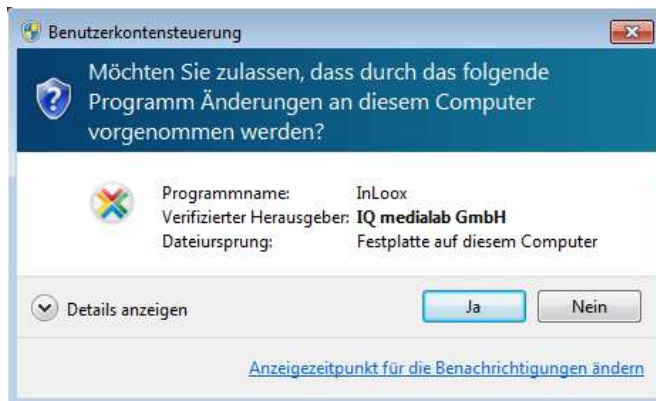 Benutzerkontensteuerung
Möchten Sie zulassen, dass durch das folgende
Programm Änderungen an diesem Computer
vorgenommen werden?
Programmname: InLoox
Verifizierter Herausgeber: IQ medialab GmbH
Dateiursprung: Festplatte auf diesem Computer
Details anzeigen Ja Nein
Anzeigezeitpunkt für die Benachrichtigungen ändern